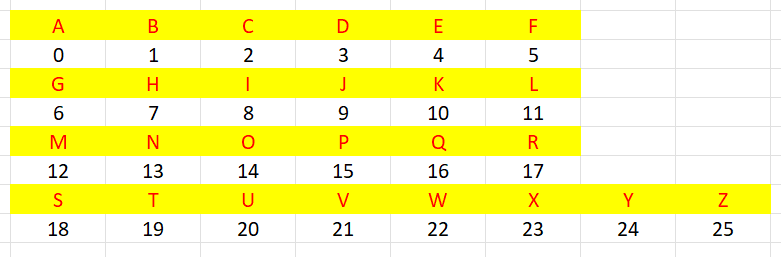 A B C D E F
0 1 2 3 4 5
G H I J K L
6 7 8 9 10 11
M N O P Q R
12 13 14 15 16 17
S T U V W X Y Z
18 19 20 21 22 23 24 25